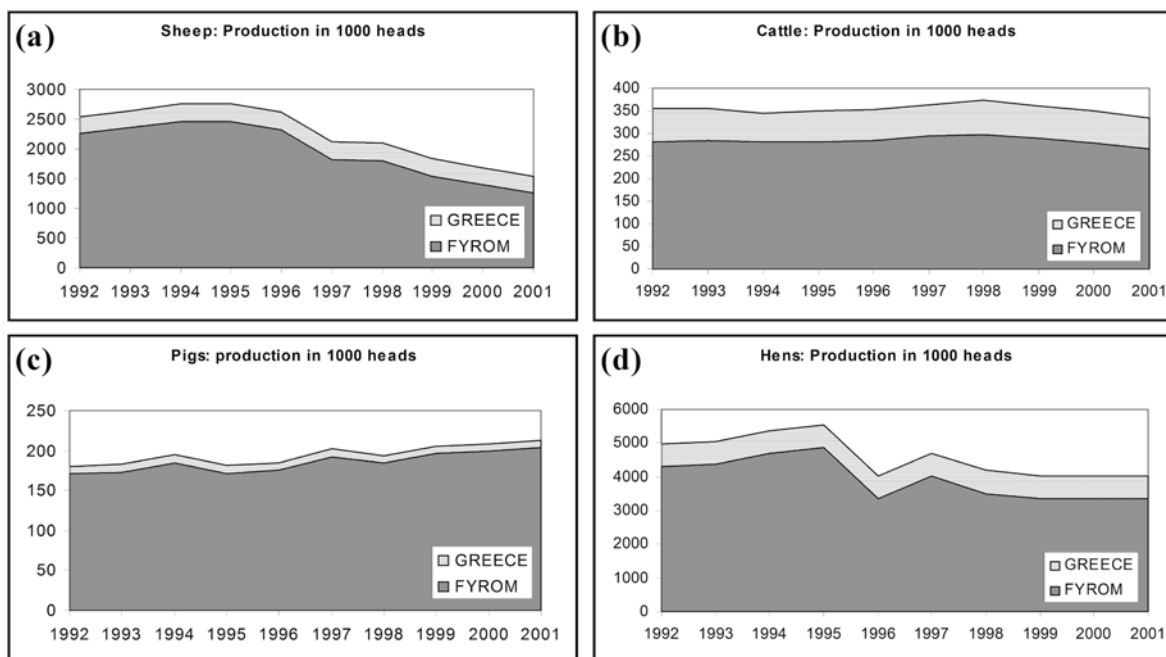 (a) Sheep: Production in 1000 heads
3000
2500
2000
1500
1000
500
0
GREECE
FYROM
1992 1993 1994 1995 1996 1997 1998 1999 2000 2001
(b) Cattle: Production in 1000 heads
400
350
300
250
200
150
100
50
0
GREECE
FYROM
1992 1993 1994 1995 1996 1997 1998 1999 2000 2001
(c) Pigs: production in 1000 heads
250
200
150
100
50
0
GREECE
FYROM
1992 1993 1994 1995 1996 1997 1998 1999 2000 2001
(d) Hens: Production in 1000 heads
6000
5000
4000
3000
2000
1000
0
GREECE
FYROM
1992 1993 1994 1995 1996 1997 1998 1999 2000 2001